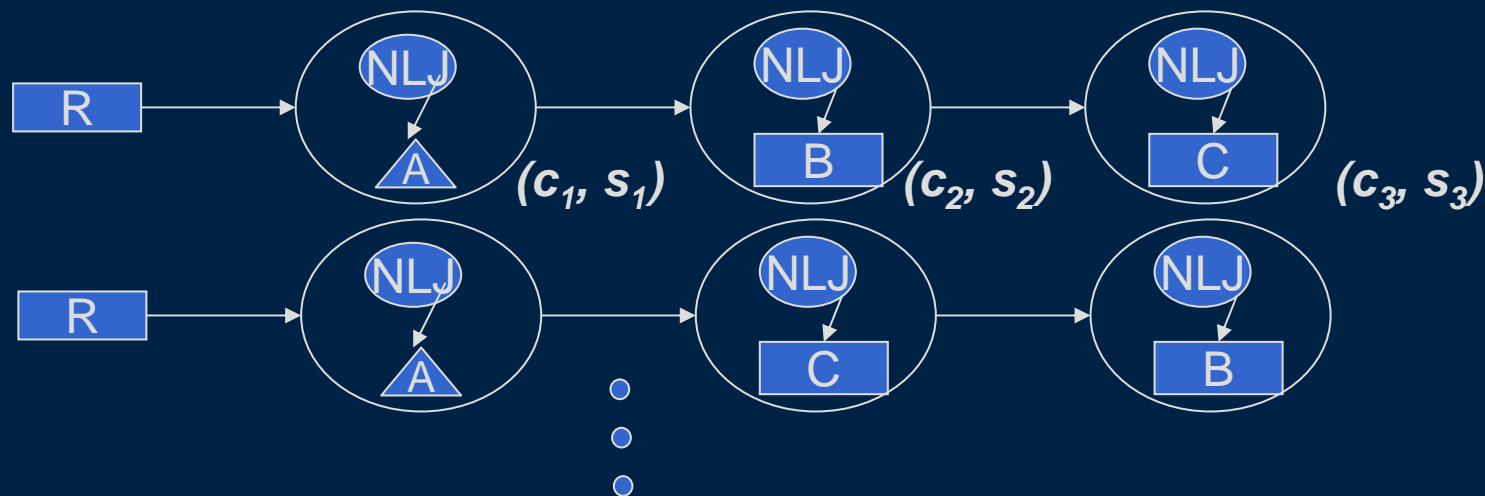 NLJ NLJ NLJ
R
A B C
(c₁, s₁) (c₂, s₂) (c₃, s₃)
NLJ NLJ NLJ
R
A C B